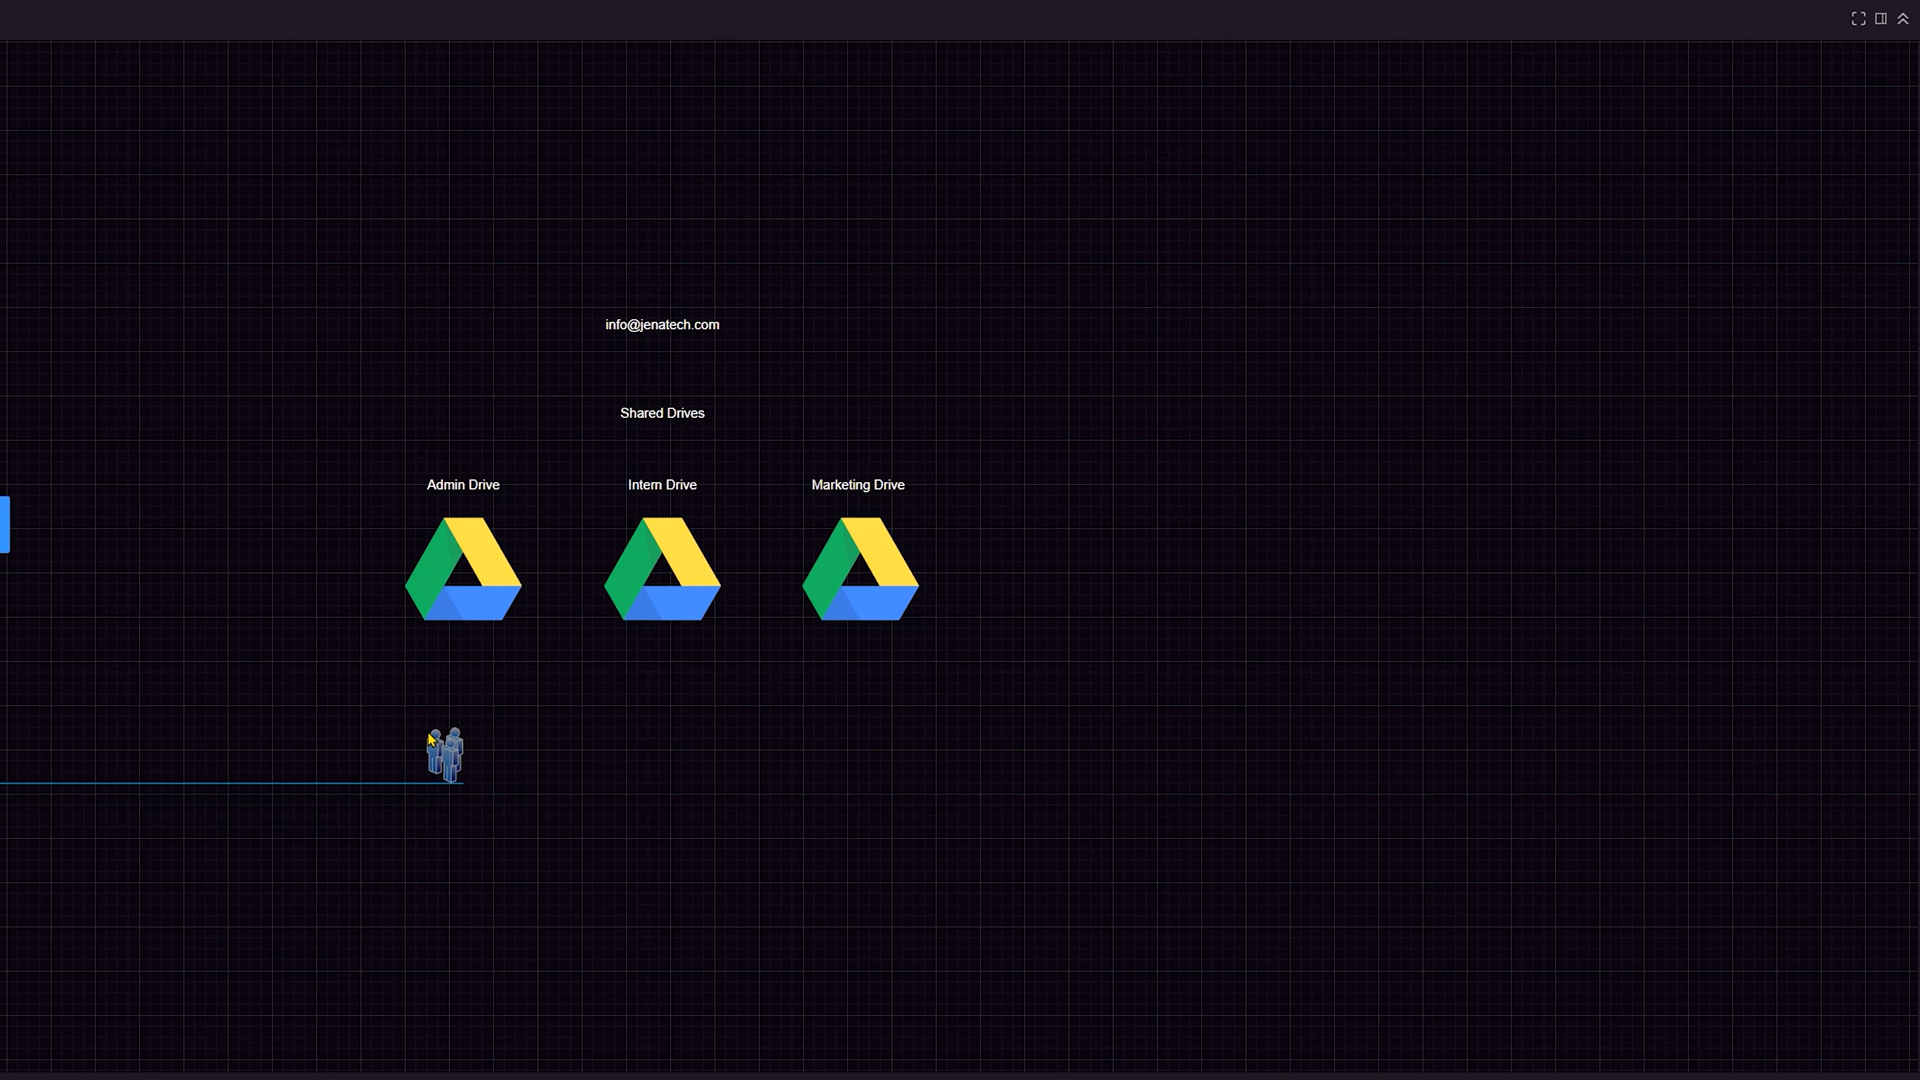 info@jenatech.com
Shared Drives
Admin Drive
Intern Drive
Marketing Drive